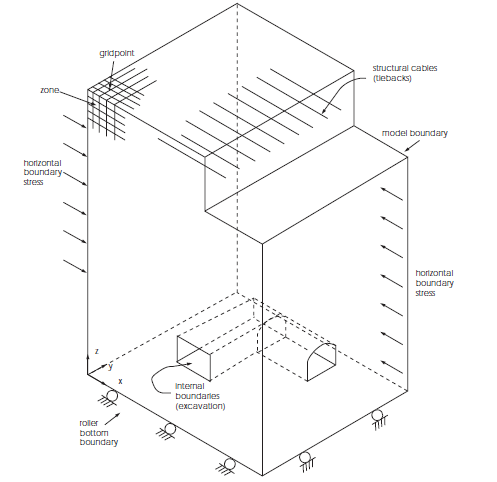 gridpoint
structural cables
(tiebacks)
zone
model boundary
horizontal
boundary
stress
horizontal
boundary
stress
z
y
x
internal
boundaries
(excavation)
roller
bottom
boundary